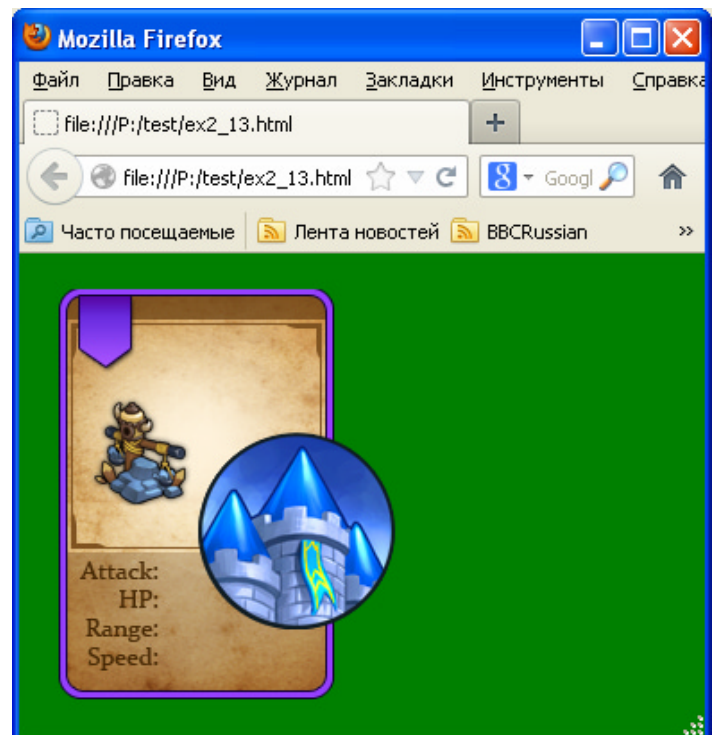 Mozilla Firefox
Файл Правка Вид Журнал Закладки Инструменты Справка
file:///P:/test/ex2_13.html
file:///P:/test/ex2_13.html Googl
Часто посещаемые Лента новостей BBCRussian
Attack:
HP:
Range:
Speed: